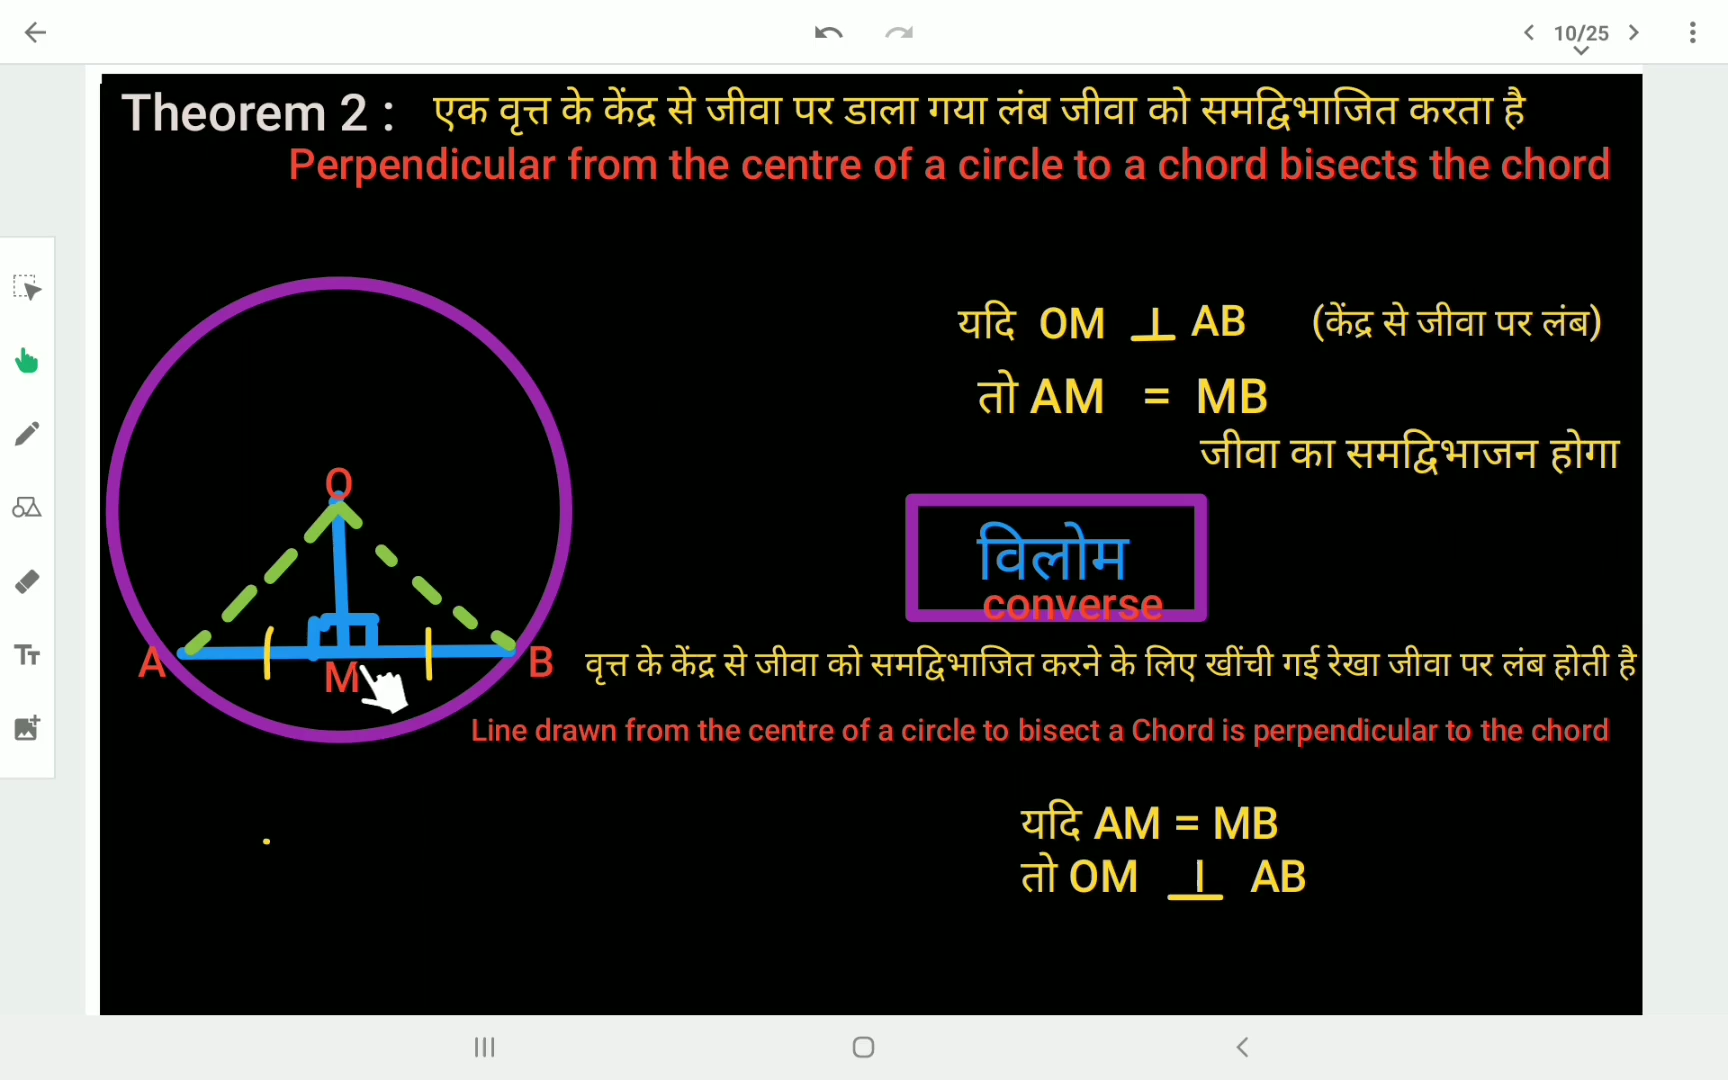 10/25
Theorem 2 : एक वृत्त के केंद्र से जीवा पर डाला गया लंब जीवा को समद्विभाजित करता है
Perpendicular from the centre of a circle to a chord bisects the chord
यदि OM ⊥ AB (केंद्र से जीवा पर लंब)
तो AM = MB
जीवा का समद्विभाजन होगा
O
विलोम
converse
A M B
वृत्त के केंद्र से जीवा को समद्विभाजित करने के लिए खींची गई रेखा जीवा पर लंब होती है
Line drawn from the centre of a circle to bisect a Chord is perpendicular to the chord
यदि AM = MB
तो OM ⊥ AB
Tт